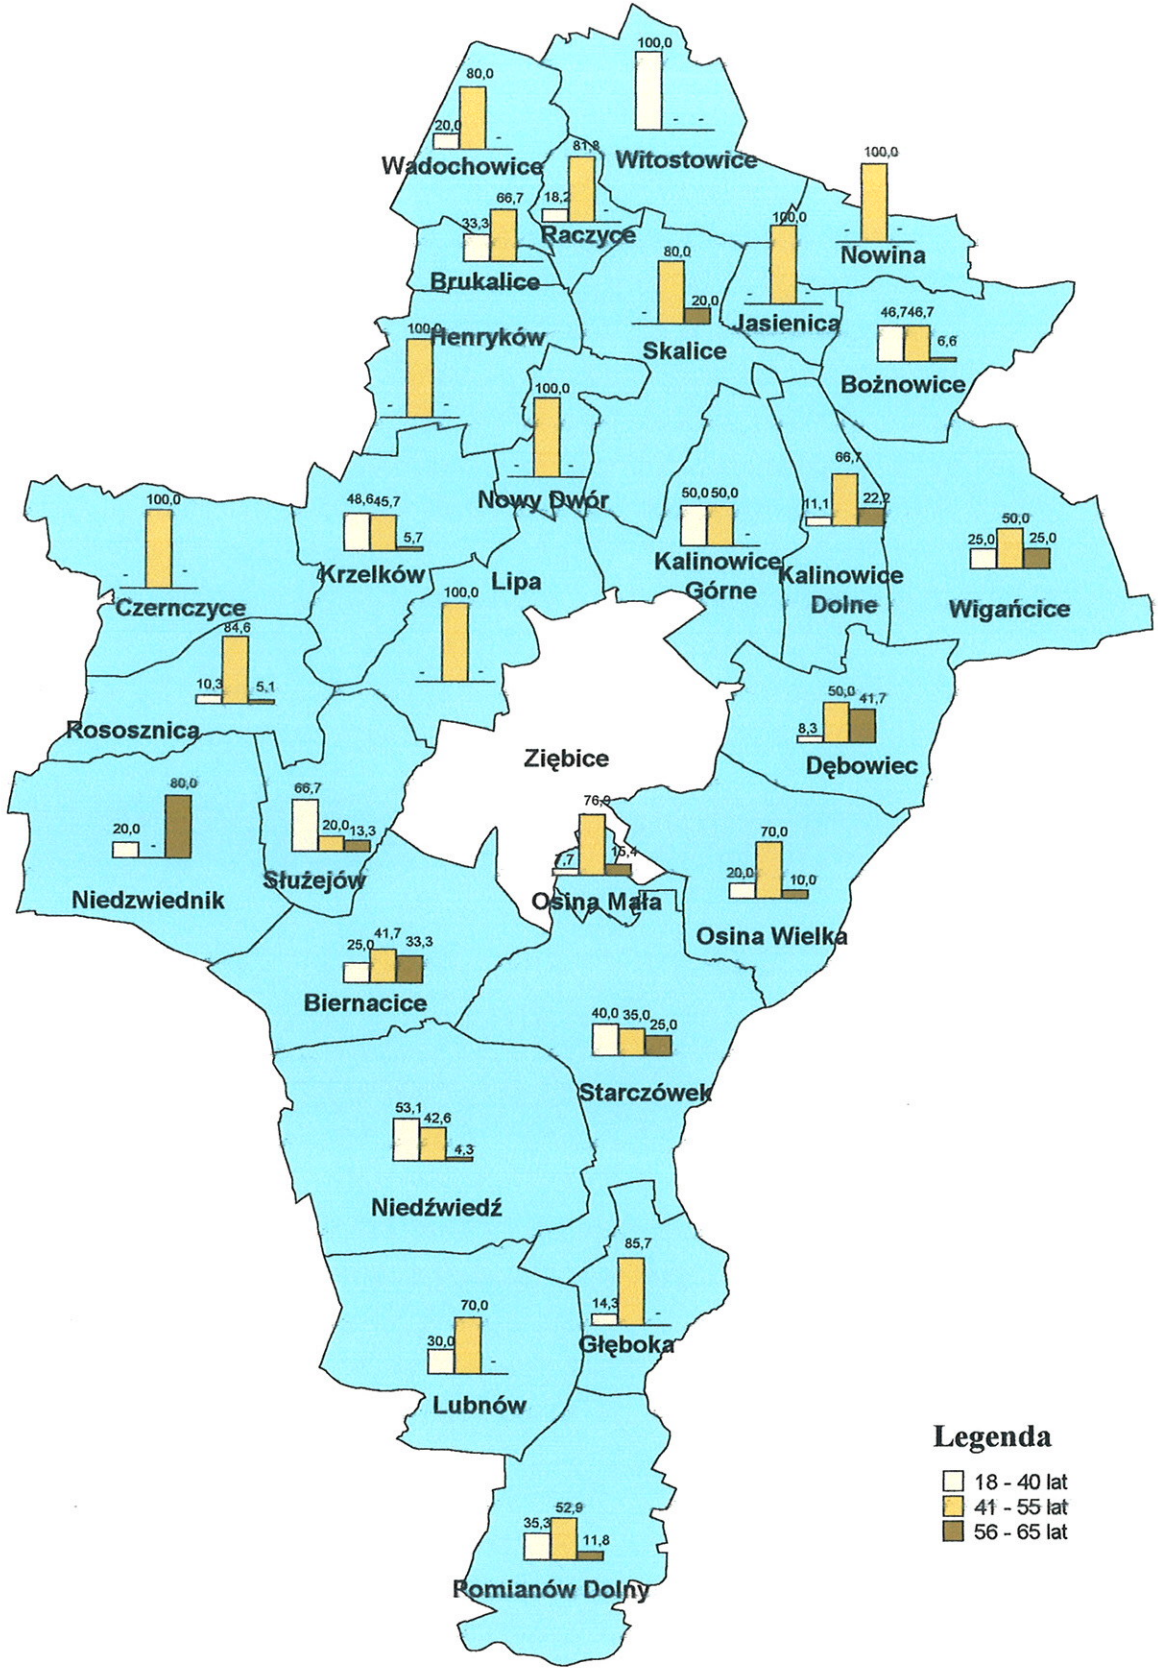 100,0
- -
Witostowice
80,0
20,0
-
Wadochowice
81,8
18,2
-
Raczyce
100,0
- -
Nowina
66,7
33,3
Brukalice
100,0
- -
Jasienica
80,0
- 20,0
Skalice
46,7 46,7
6,6
Bożnowice
Henryków
100,0
- -
100,0
- -
Nowy Dwór
66,7
11,1 22,2
Kalinowice
Dolne
50,0 50,0
-
Kalinowice
Górne
48,6 45,7
5,7
Krzelków
100,0
- -
Czernczyce
50,0
25,0 25,0
Wigańcice
Lipa
100,0
- -
84,6
10,3 5,1
Rososznica
50,0
8,3 41,7
Dębowiec
Ziębice
80,0
20,0 -
Niedzwiednik
66,7
20,0 13,3
Służejów
76,9
7,7 15,4
Osina Mała
70,0
20,0 10,0
Osina Wielka
41,7
25,0 33,3
Biernacice
40,0 35,0
25,0
Starczówek
53,1
42,6
4,3
Niedźwiedź
85,7
14,3 -
Głęboka
70,0
30,0 -
Lubnów
52,9
35,3 11,8
Pomianów Dolny
Legenda
18 - 40 lat
41 - 55 lat
56 - 65 lat